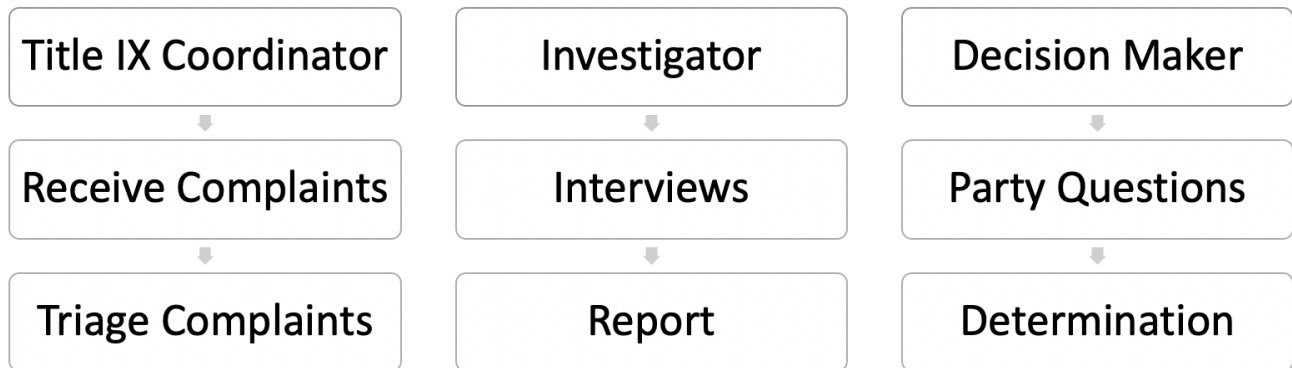 Title IX Coordinator
Receive Complaints
Triage Complaints
Investigator
Interviews
Report
Decision Maker
Party Questions
Determination